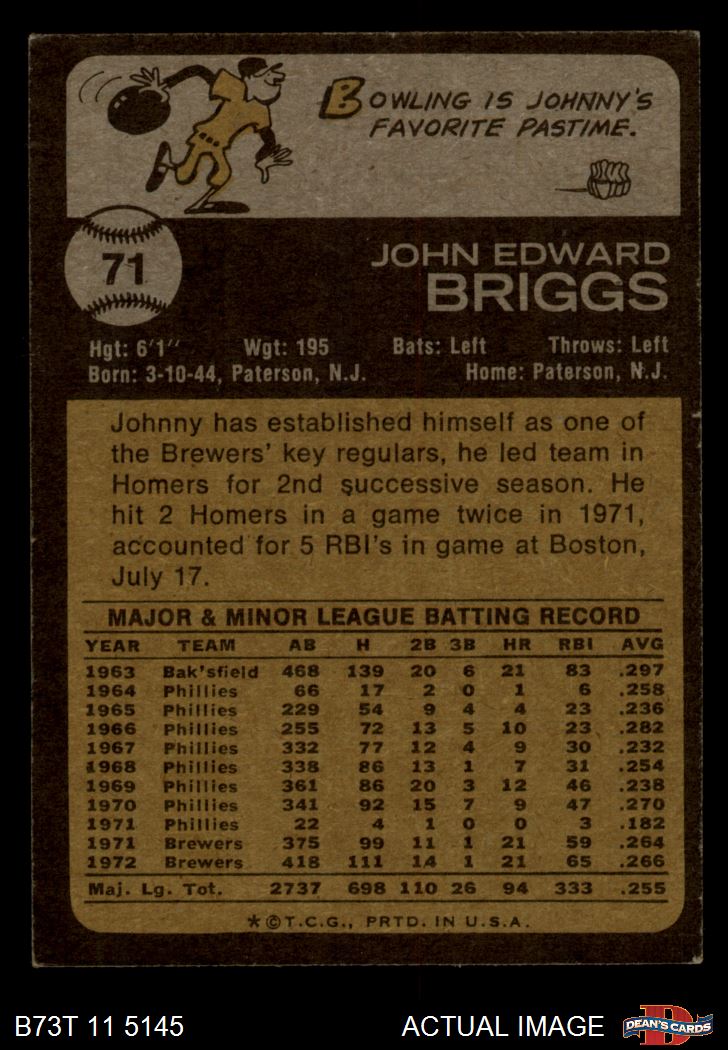 BOWLING IS JOHNNY'S
FAVORITE PASTIME.
71
JOHN EDWARD
BRIGGS
Hgt: 6'1" Wgt: 195 Bats: Left Throws: Left
Born: 3-10-44, Paterson, N.J. Home: Paterson, N.J.
Johnny has established himself as one of
the Brewers' key regulars, he led team in
Homers for 2nd successive season. He
hit 2 Homers in a game twice in 1971,
accounted for 5 RBI's in game at Boston,
July 17.
MAJOR & MINOR LEAGUE BATTING RECORD
YEAR TEAM AB H 2B 3B HR RBI AVG
1963 Bak'sfield 468 139 20 6 21 83 .297
1964 Phillies 66 17 2 0 1 6 .258
1965 Phillies 229 54 9 4 4 23 .236
1966 Phillies 255 72 13 5 10 23 .282
1967 Phillies 332 77 12 4 9 30 .232
1968 Phillies 338 86 13 1 7 31 .254
1969 Phillies 361 86 20 3 12 46 .238
1970 Phillies 341 92 15 7 9 47 .270
1971 Phillies 22 4 1 0 0 3 .182
1971 Brewers 375 99 11 1 21 59 .264
1972 Brewers 418 111 14 1 21 65 .266
Maj. Lg. Tot. 2737 698 110 26 94 333 .255
*©T.C.G., PRTD. IN U.S.A.
B73T 11 5145 ACTUAL IMAGE
D
DEAN'S CARDS